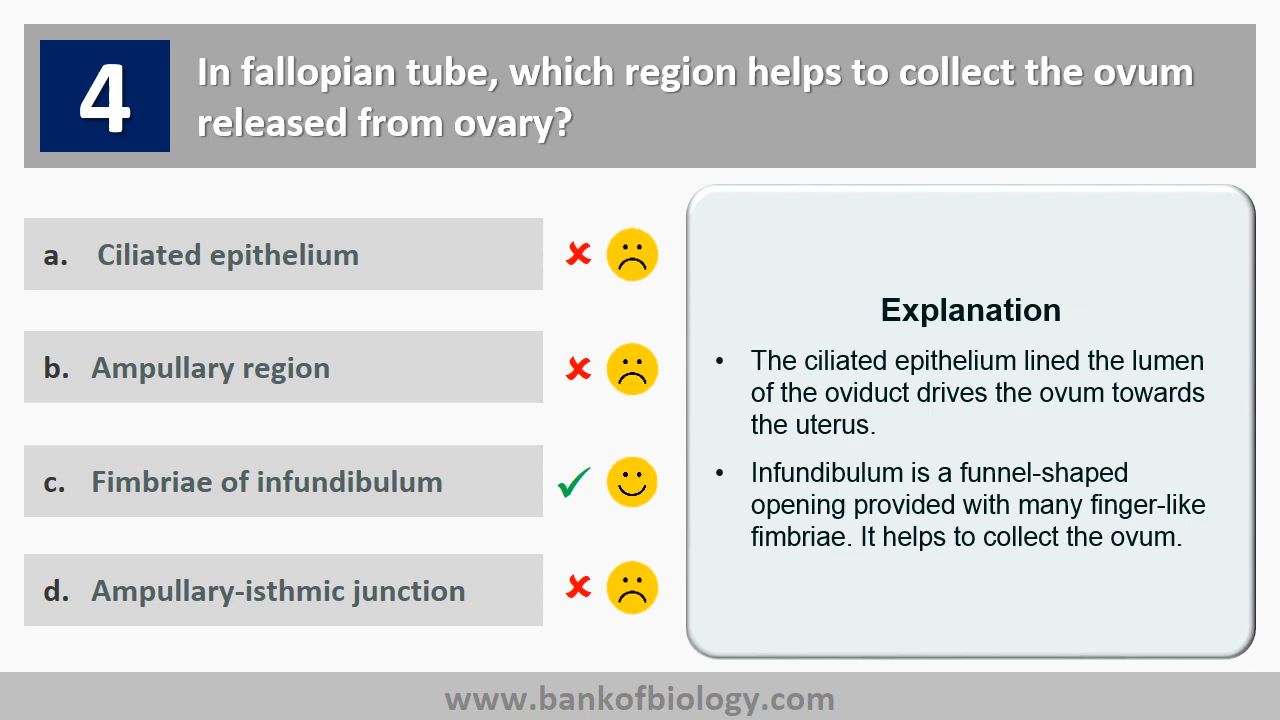 4
In fallopian tube, which region helps to collect the ovum
released from ovary?
a. Ciliated epithelium
b. Ampullary region
c. Fimbriae of infundibulum
d. Ampullary-isthmic junction
Explanation
• The ciliated epithelium lined the lumen
of the oviduct drives the ovum towards
the uterus.
• Infundibulum is a funnel-shaped
opening provided with many finger-like
fimbriae. It helps to collect the ovum.
www.bankofbiology.com